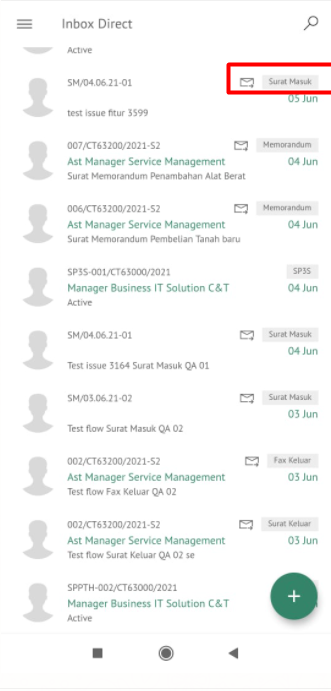 Inbox Direct
Active
SM/04.06.21-01
Surat Masuk
05 Jun
test issue fitur 3599
007/CT63200/2021-S2
Memorandum
Ast Manager Service Management
04 Jun
Surat Memorandum Penambahan Alat Berat
006/CT63200/2021-S2
Memorandum
Ast Manager Service Management
04 Jun
Surat Memorandum Pembelian Tanah baru
SP3S-001/CT63000/2021
SP3S
Manager Business IT Solution C&T
04 Jun
Active
SM/04.06.21-01
Surat Masuk
04 Jun
Test issue 3164 Surat Masuk QA 01
SM/03.06.21-02
Surat Masuk
03 Jun
Test flow Surat Masuk QA 02
002/CT63200/2021-S2
Fax Keluar
Ast Manager Service Management
03 Jun
Test flow Fax Keluar QA 02
002/CT63200/2021-S2
Surat Keluar
Ast Manager Service Management
03 Jun
Test flow Surat Keluar QA 02 se
SPPTH-002/CT63000/2021
Manager Business IT Solution C&T
Active